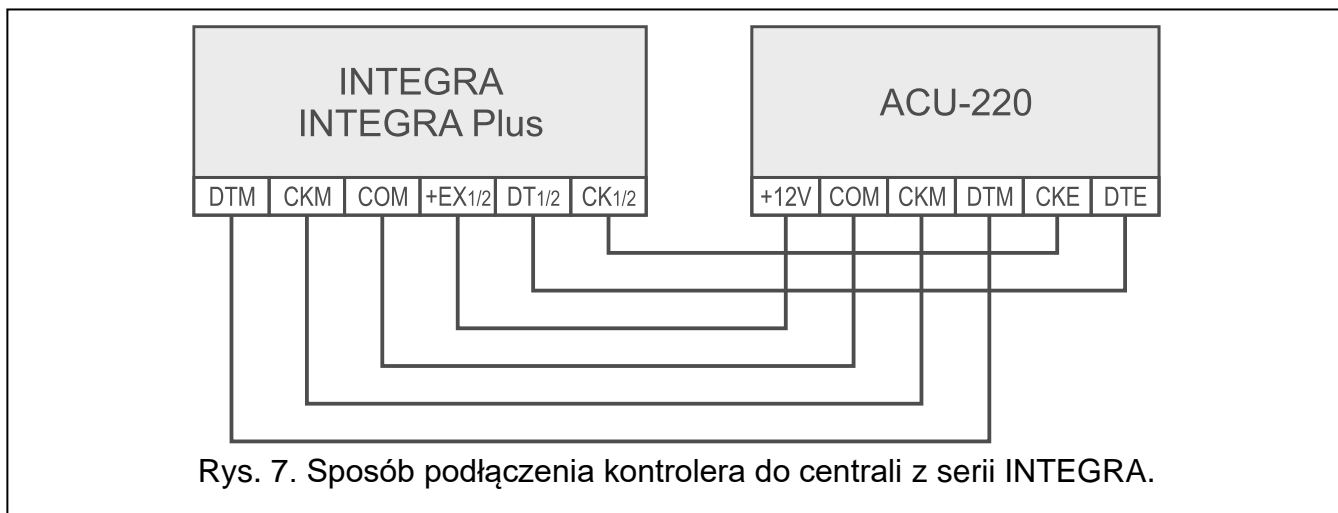 INTEGRA
INTEGRA Plus
ACU-220
DTM CKM COM +EX1/2 DT1/2 CK1/2
+12V COM CKM DTM CKE DTE
Rys. 7. Sposób podłączenia kontrolera do centrali z serii INTEGRA.